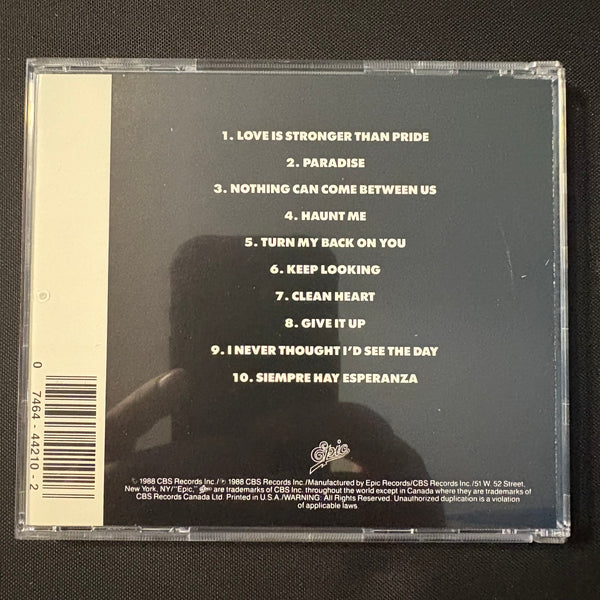 1. LOVE IS STRONGER THAN PRIDE
2. PARADISE
3. NOTHING CAN COME BETWEEN US
4. HAUNT ME
5. TURN MY BACK ON YOU
6. KEEP LOOKING
7. CLEAN HEART
8. GIVE IT UP
9. I NEVER THOUGHT I'D SEE THE DAY
10. SIEMPRE HAY ESPERANZA
0 7464-44210-2
Epic
℗ 1988 CBS Records Inc./© 1988 CBS Records Inc./Manufactured by Epic Records/CBS Records Inc./51 W. 52 Street,
New York, NY/"Epic," Epic are trademarks of CBS Inc. throughout the world except in Canada where they are trademarks of
CBS Records Canada Ltd. Printed in U.S.A./WARNING: All Rights Reserved. Unauthorized duplication is a violation
of applicable laws.